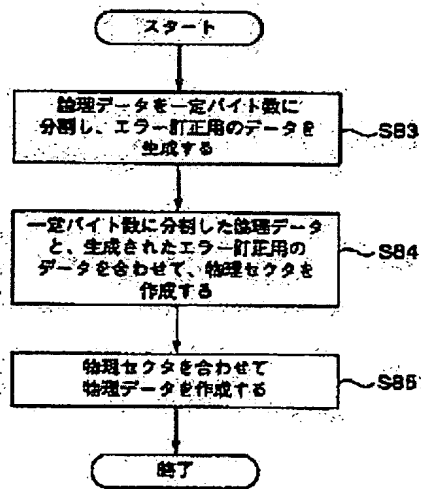 スタート
論理データを一定バイト数に
分割し、エラー訂正用のデータを
生成する
S83
一定バイト数に分割した論理データ
と、生成されたエラー訂正用の
データを合わせて、物理セクタを
作成する
S84
物理セクタを合わせて
物理データを作成する
S85
終了